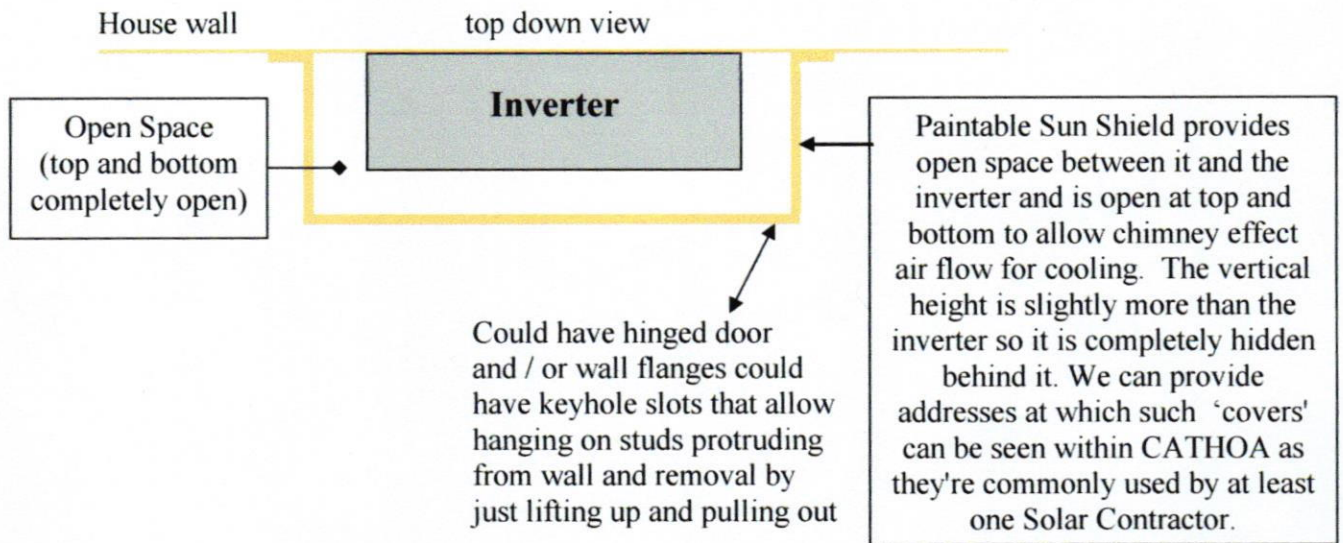 House wall
top down view
Inverter
Open Space
(top and bottom
completely open)
Paintable Sun Shield provides
open space between it and the
inverter and is open at top and
bottom to allow chimney effect
air flow for cooling. The vertical
height is slightly more than the
inverter so it is completely hidden
behind it. We can provide
addresses at which such 'covers'
can be seen within CATHOA as
they're commonly used by at least
one Solar Contractor.
Could have hinged door
and / or wall flanges could
have keyhole slots that allow
hanging on studs protruding
from wall and removal by
just lifting up and pulling out